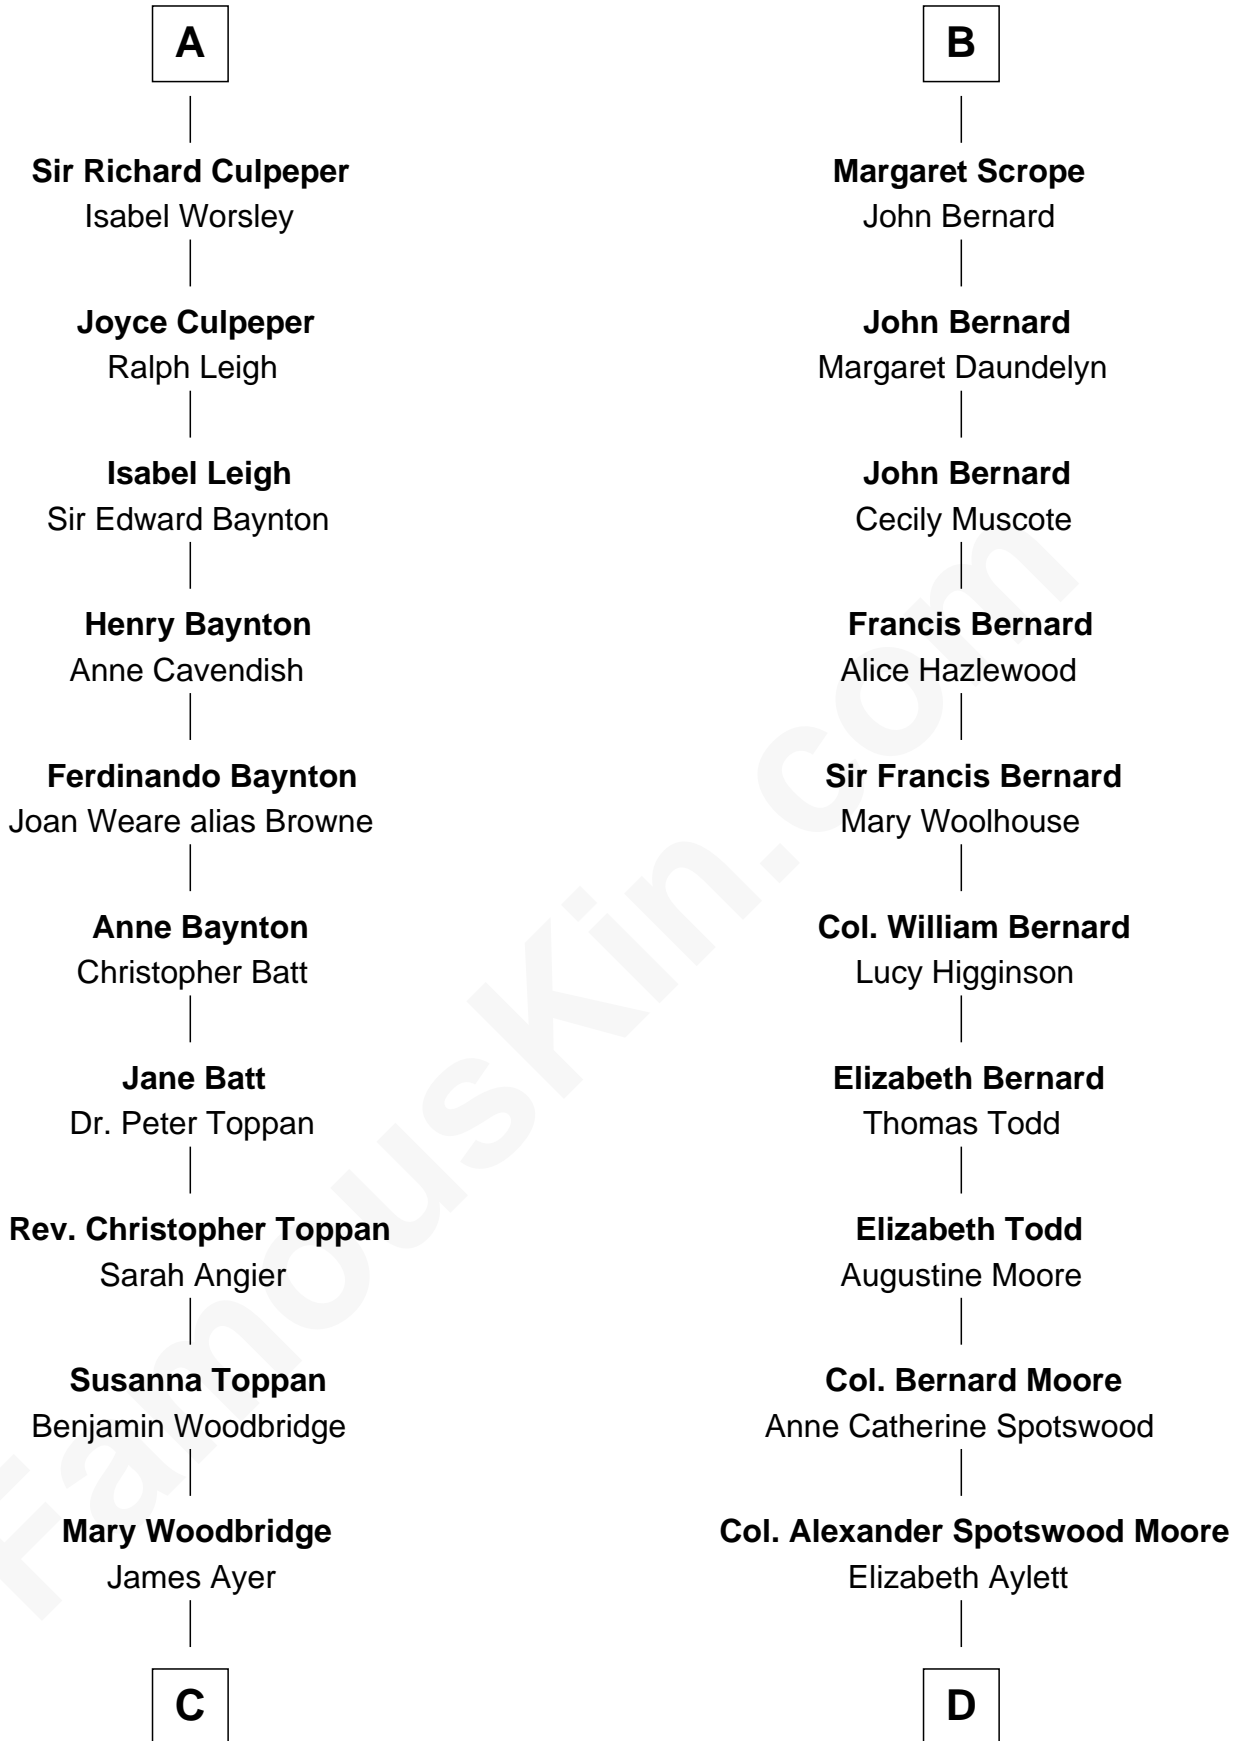 A
Sir Richard Culpeper
Isabel Worsley
Joyce Culpeper
Ralph Leigh
Isabel Leigh
Sir Edward Baynton
Henry Baynton
Anne Cavendish
Ferdinando Baynton
Joan Weare alias Browne
Anne Baynton
Christopher Batt
Jane Batt
Dr. Peter Toppan
Rev. Christopher Toppan
Sarah Angier
Susanna Toppan
Benjamin Woodbridge
Mary Woodbridge
James Ayer
C
B
Margaret Scrope
John Bernard
John Bernard
Margaret Daundelyn
John Bernard
Cecily Muscote
Francis Bernard
Alice Hazlewood
Sir Francis Bernard
Mary Woolhouse
Col. William Bernard
Lucy Higginson
Elizabeth Bernard
Thomas Todd
Elizabeth Todd
Augustine Moore
Col. Bernard Moore
Anne Catherine Spotswood
Col. Alexander Spotswood Moore
Elizabeth Aylett
D
FamousKin.com